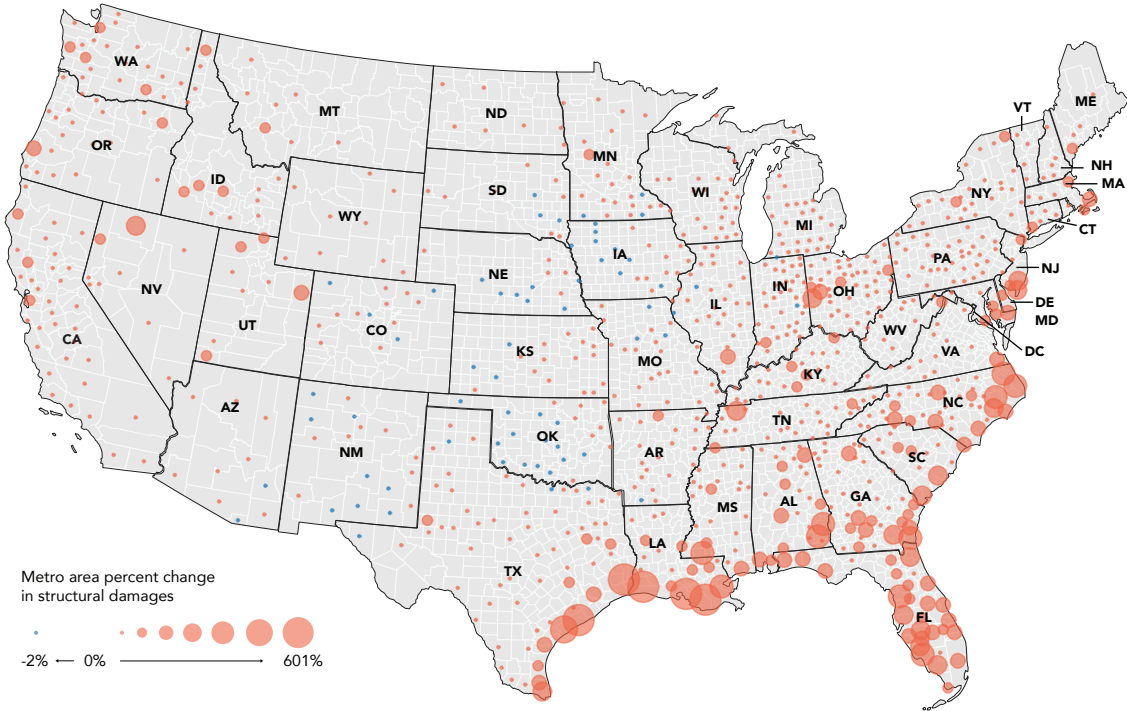 VT
ME
WA
MT
ND
MN
OR
NH
MA
ID
SD
WI
NY
WY
MI
CT
IA
PA
NE
NJ
NV
IL
IN
OH
DE
UT
CO
MD
WV
CA
KS
MO
VA
DC
KY
NC
AZ
OK
TN
NM
AR
SC
MS
AL
GA
LA
TX
Metro area percent change
in structural damages
FL
-2%
0%
601%